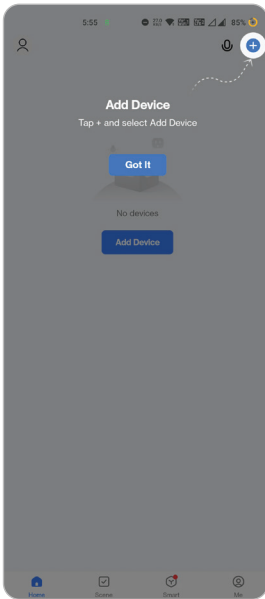 5:55
85%
Add Device
Tap + and select Add Device
Got It
No devices
Add Device
Home
Scene
Smart
Me